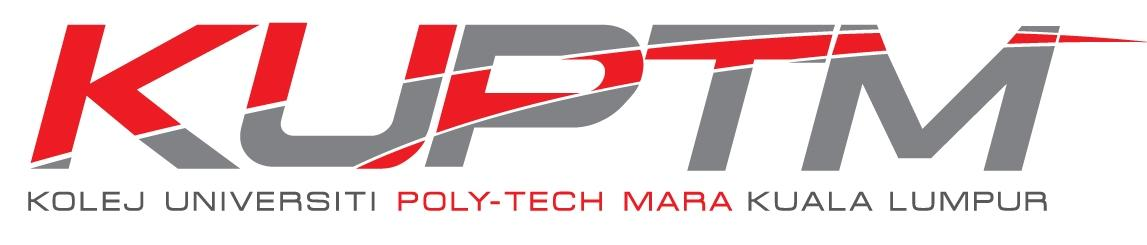 KUPTM
KOLEJ UNIVERSITI POLY-TECH MARA KUALA LUMPUR